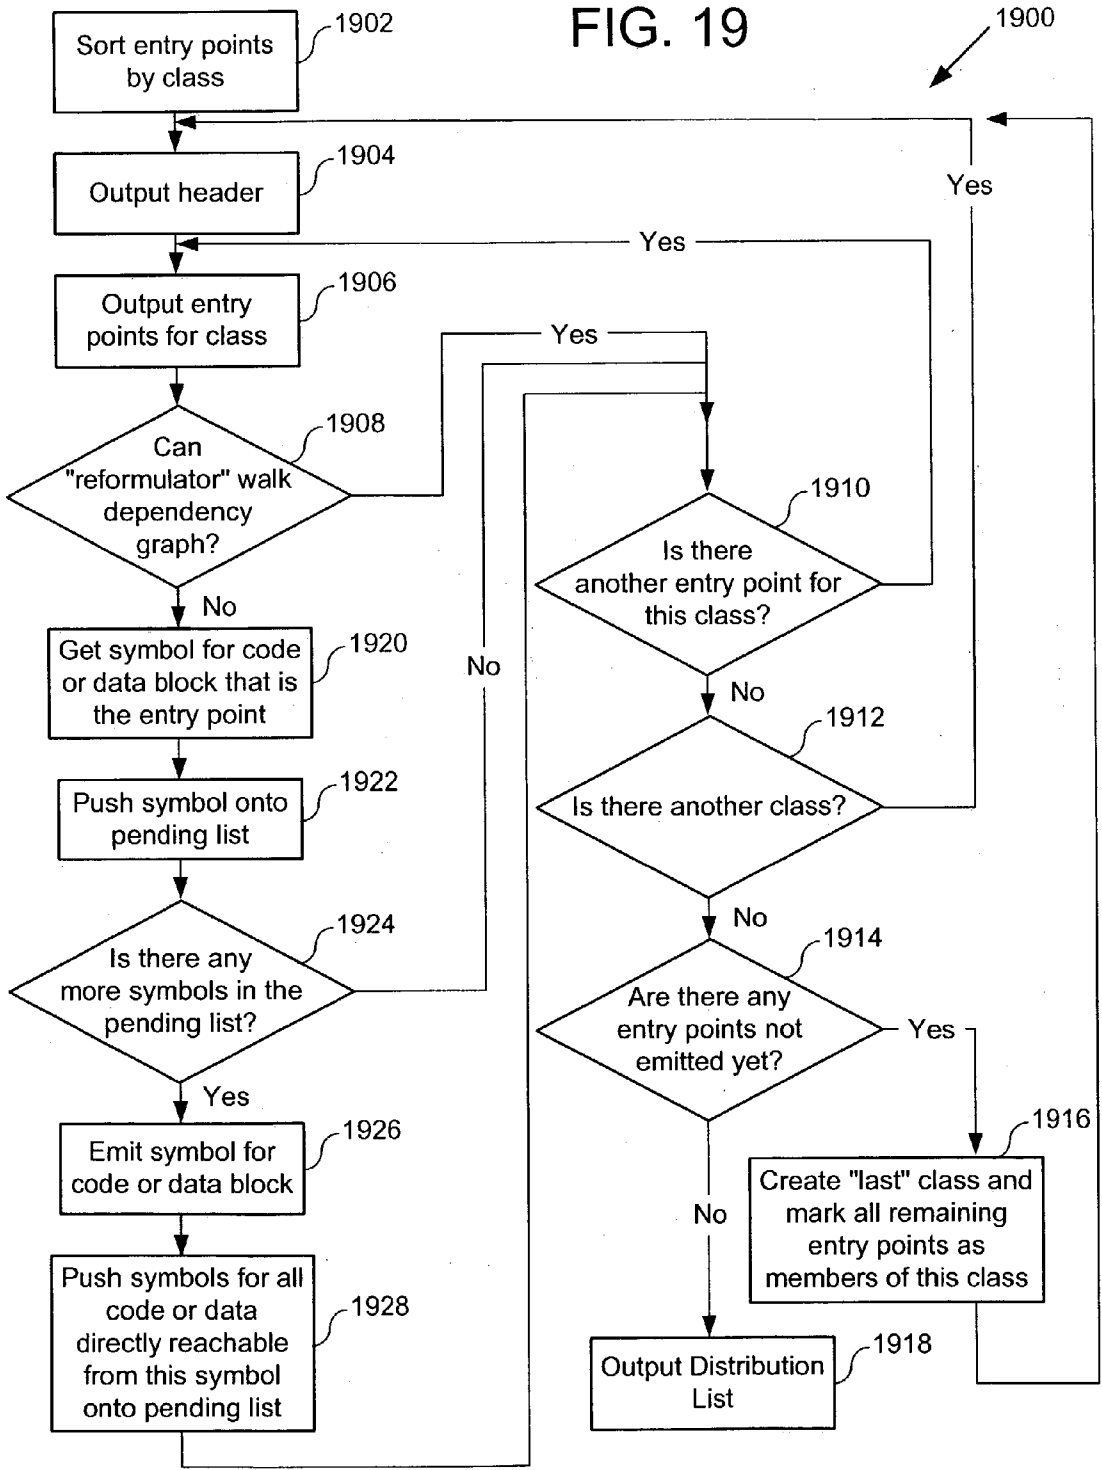 FIG. 19
1900
1902
Sort entry points
by class
1904
Output header
Yes
Yes
1906
Output entry
points for class
Yes
1908
Can
"reformulator" walk
dependency
graph?
No
1910
Is there
another entry point for
this class?
No
1920
Get symbol for code
or data block that is
the entry point
No
1912
Is there another class?
No
1922
Push symbol onto
pending list
1914
Are there any
entry points not
emitted yet?
Yes
No
1924
Is there any
more symbols in the
pending list?
Yes
1916
Create "last" class and
mark all remaining
entry points as
members of this class
1926
Emit symbol for
code or data block
1918
Output Distribution
List
1928
Push symbols for all
code or data
directly reachable
from this symbol
onto pending list